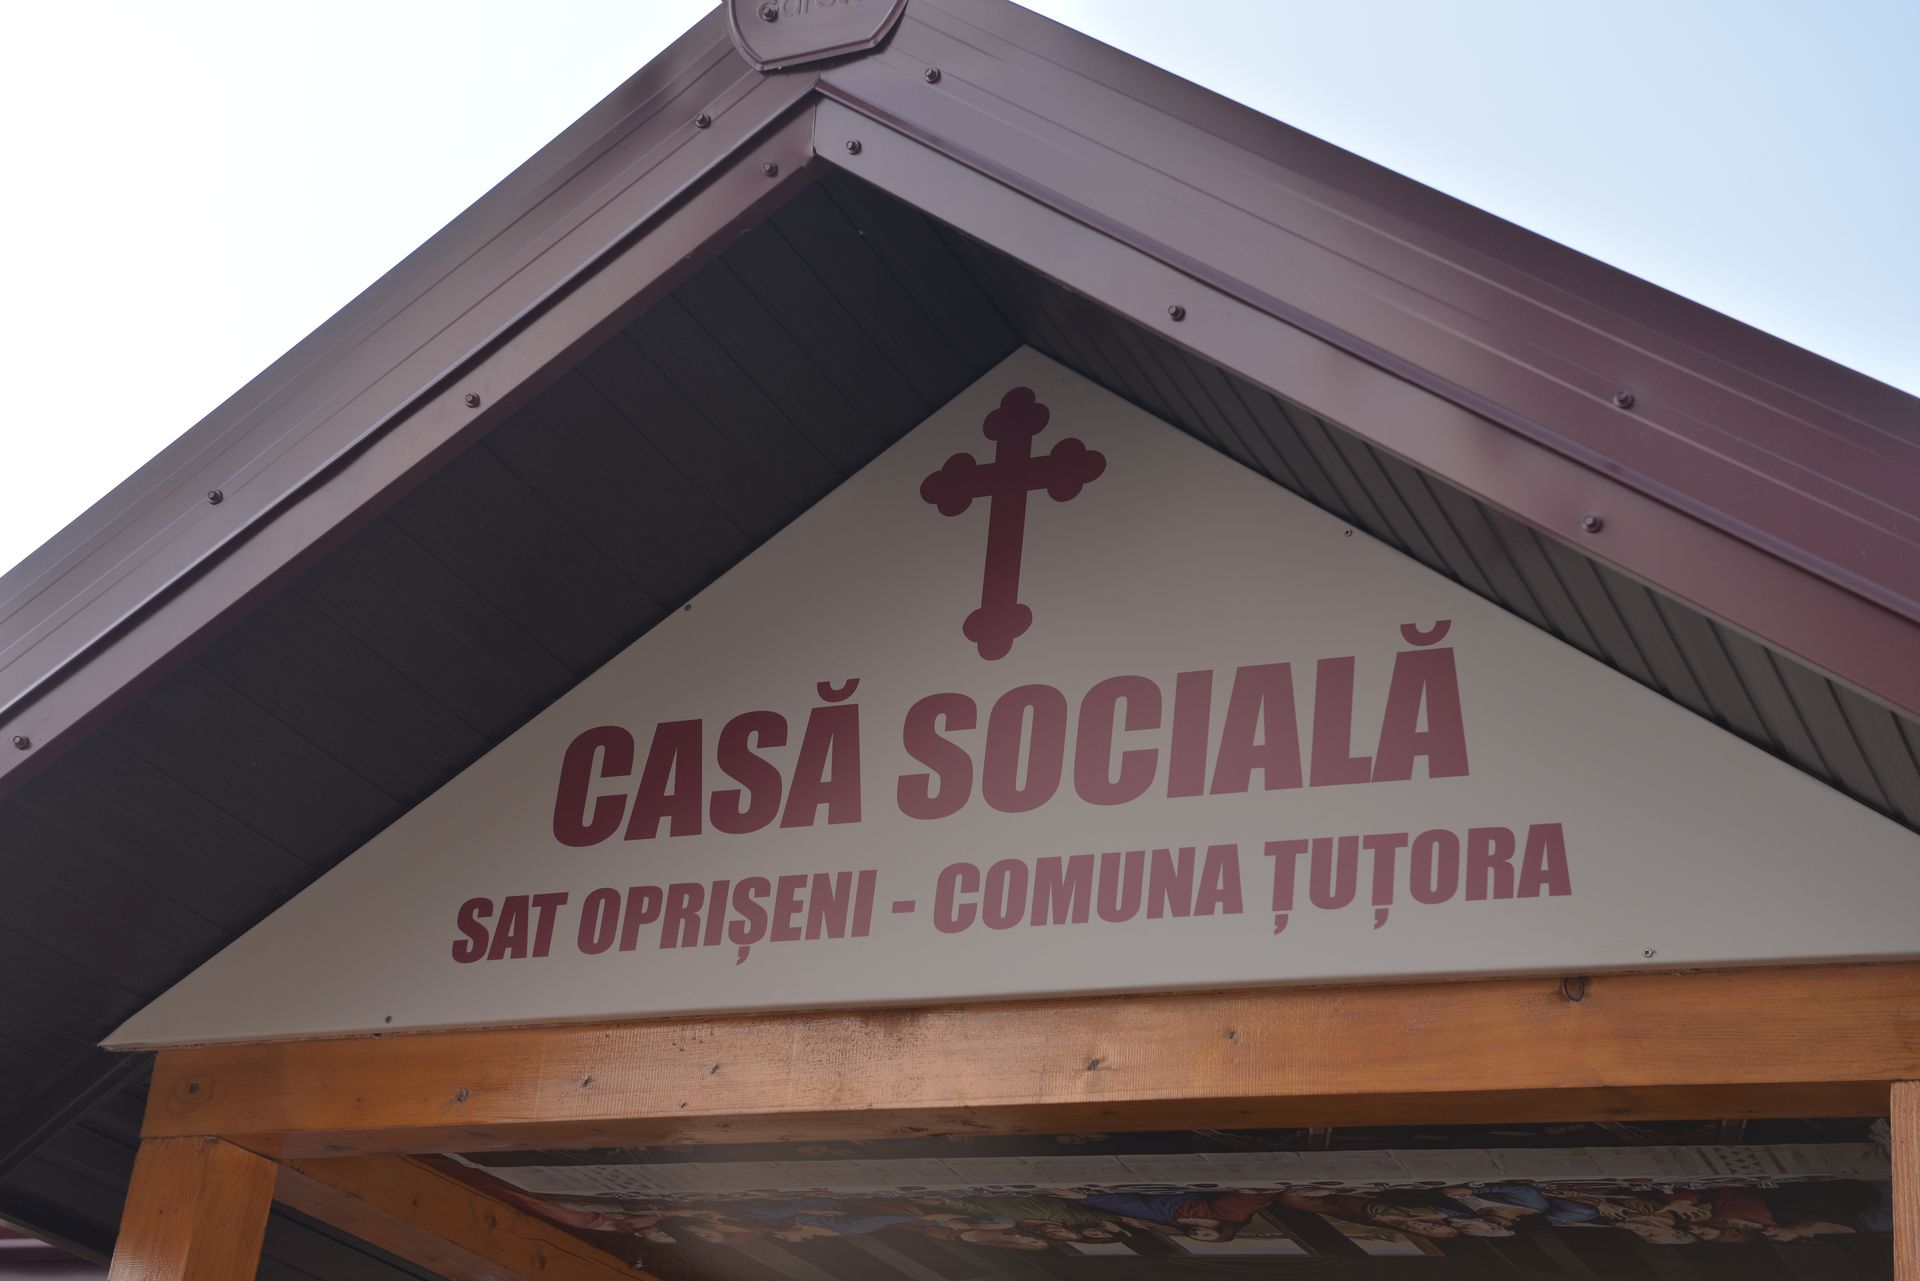 CASĂ SOCIALĂ
SAT OPRIȘENI - COMUNA ȚUȚORA